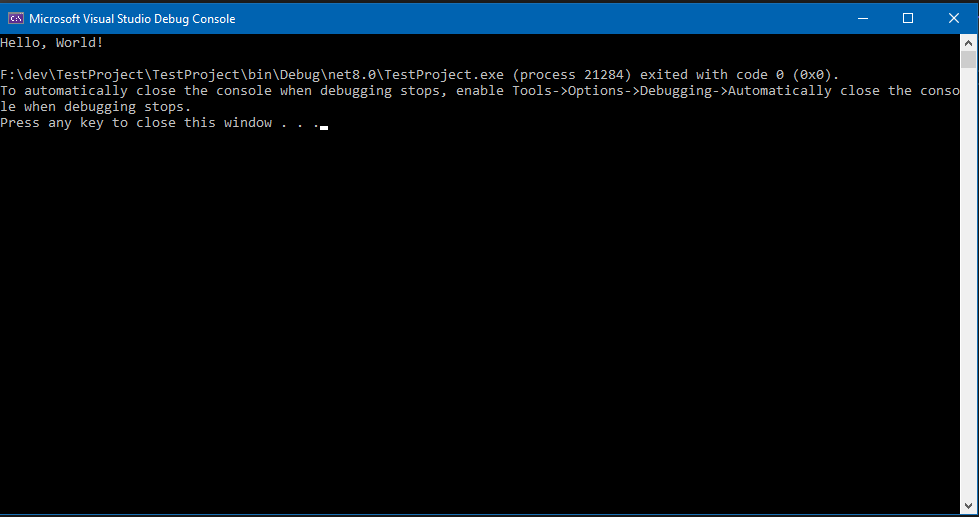 Microsoft Visual Studio Debug Console
Hello, World!
F:\dev\TestProject\TestProject\bin\Debug\net8.0\TestProject.exe (process 21284) exited with code 0 (0x0).
To automatically close the console when debugging stops, enable Tools->Options->Debugging->Automatically close the conso
le when debugging stops.
Press any key to close this window . . .